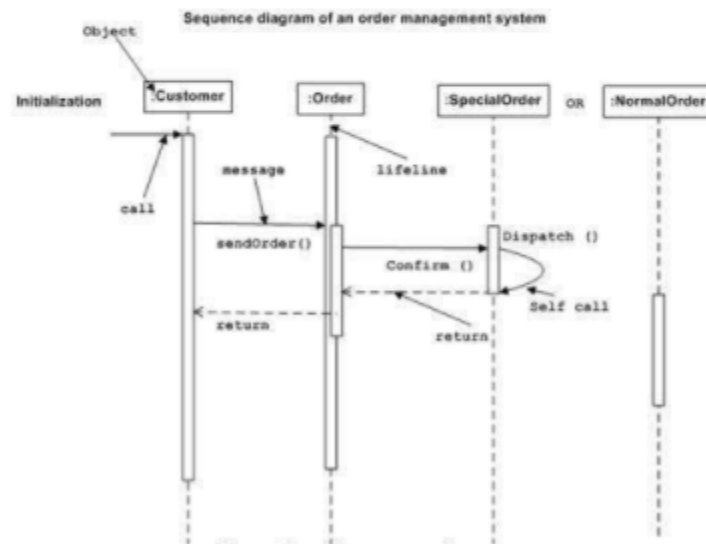 Sequence diagram of an order management system
Object
Initialization
:Customer
:Order
:SpecialOrder
OR
:NormalOrder
message
lifeline
call
sendOrder()
Dispatch ()
Confirm ()
Self call
return
return